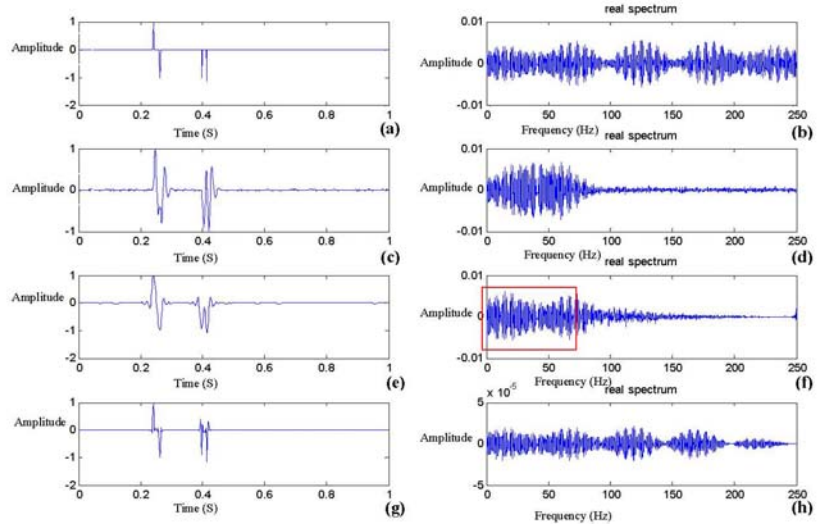 real spectrum
1
0
-1
-2
Amplitude
0 0.2 0.4 0.6 0.8 1
Time (S)
(a)
0.01
0
-0.01
Amplitude
0 50 100 150 200 250
Frequency (Hz)
(b)
real spectrum
1
0
-1
Amplitude
0 0.2 0.4 0.6 0.8 1
Time (S)
(c)
0.01
0
-0.01
Amplitude
0 50 100 150 200 250
Frequency (Hz)
(d)
real spectrum
1
0
-1
-2
Amplitude
0 0.2 0.4 0.6 0.8 1
Time (S)
(e)
0.01
0
-0.01
Amplitude
0 50 100 150 200 250
Frequency (Hz)
(f)
real spectrum
1
0
-1
-2
Amplitude
0 0.2 0.4 0.6 0.8 1
Time (S)
(g)
x 10^-5
5
0
-5
Amplitude
0 50 100 150 200 250
Frequency (Hz)
(h)